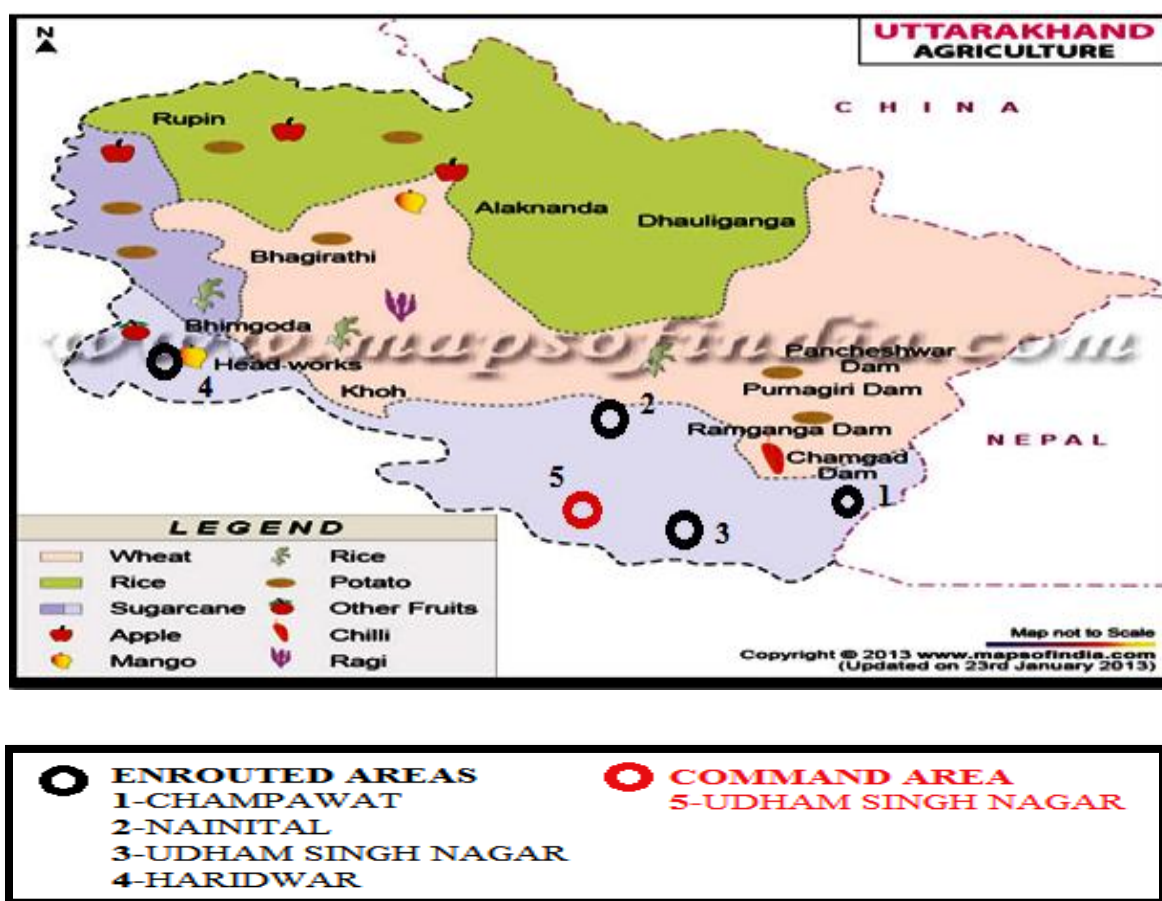 N
UTTARAKHAND
AGRICULTURE
CHINA
Rupin
Alaknanda
Dhauliganga
Bhagirathi
Bhimgoda
Head works
www.mapsofindia.com
Pancheshwar
Dam
Purnagiri Dam
Khoh
4
2
Ramganga Dam
NEPAL
Chamgad
Dam
5
1
3
LEGEND
Wheat
Rice
Rice
Potato
Sugarcane
Other Fruits
Apple
Chilli
Mango
Ragi
Map not to Scale
Copyright © 2013 www.mapsofindia.com
(Updated on 23rd January 2013)
ENROUTED AREAS
1-CHAMPAWAT
2-NAINITAL
3-UDHAM SINGH NAGAR
4-HARIDWAR
COMMAND AREA
5-UDHAM SINGH NAGAR